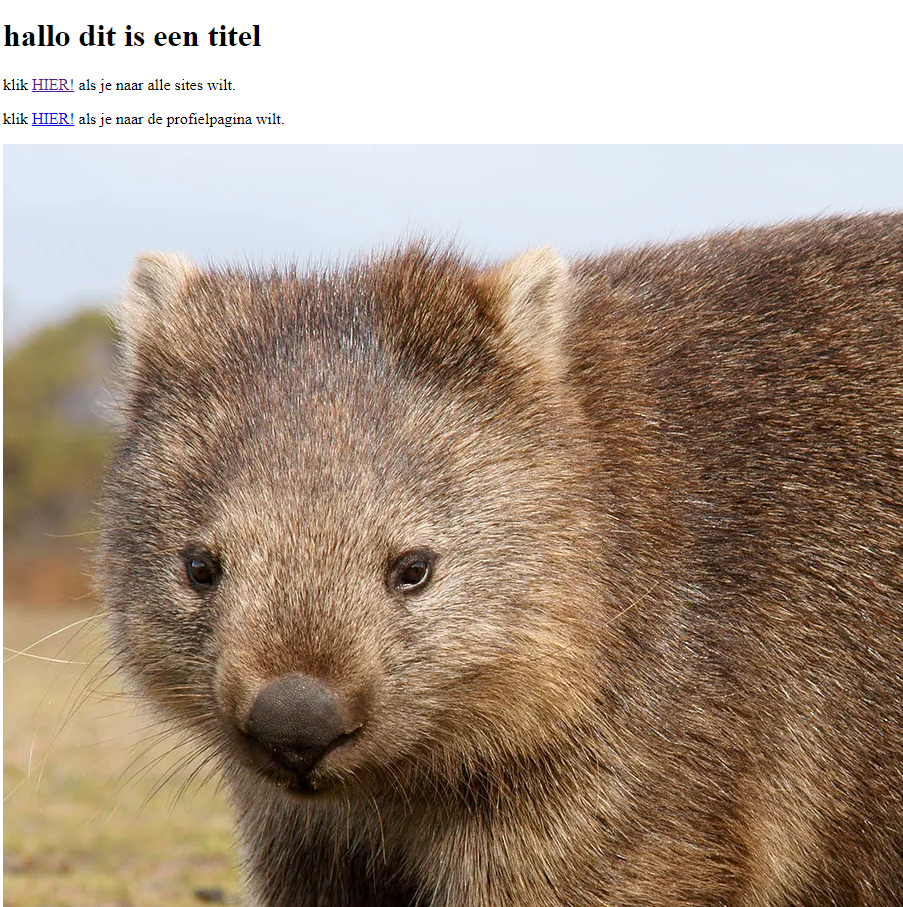 hallo dit is een titel
klik HIER! als je naar alle sites wilt.
klik HIER! als je naar de profielpagina wilt.